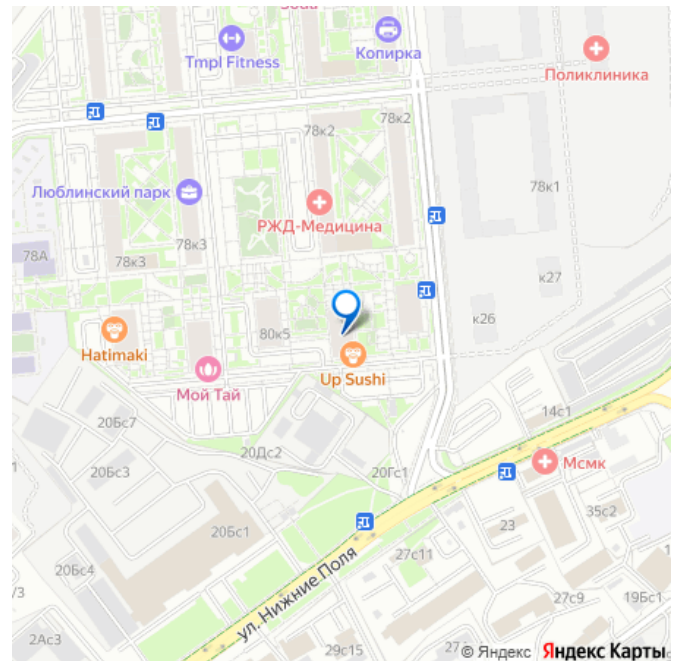 Tmpl Fitness
Копирка
Поликлиника
78к2
78к2
78к1
Люблинский парк
РЖД-Медицина
78А
78к3
78к3
к27
к26
80к5
Hatimaki
Up Sushi
Мой Тай
14с1
20Бс7
20Дс2
20Бс3
20Гс1
Мсмк
35с2
20Бс1
23
27с11
20Бс4
ул. Нижние Поля
27с9
19Бс1
2Ас3
29с15
© Яндекс Яндекс Карты